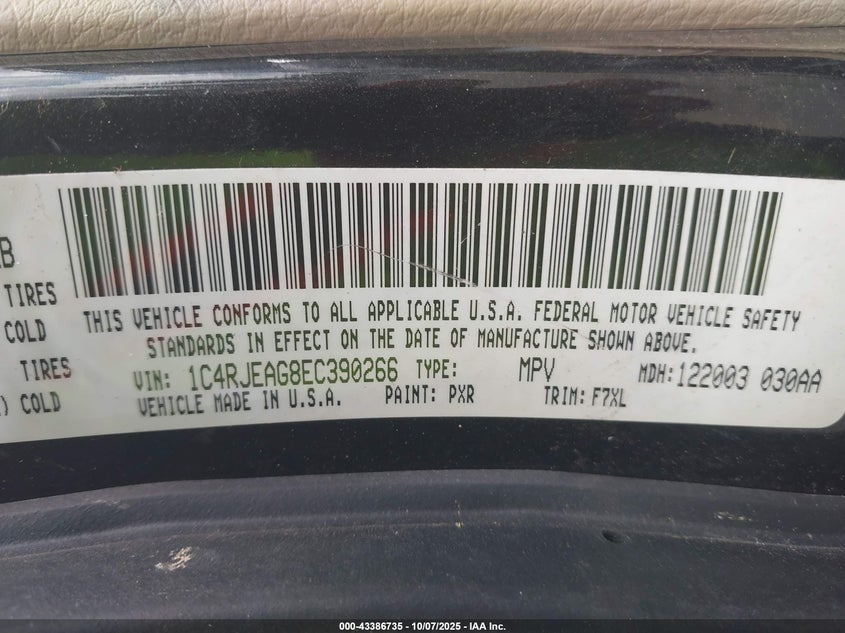 B
TIRES
THIS VEHICLE CONFORMS TO ALL APPLICABLE U.S.A. FEDERAL MOTOR VEHICLE SAFETY
COLD
STANDARDS IN EFFECT ON THE DATE OF MANUFACTURE SHOWN ABOVE.
TIRES
VIN: 1C4RJEAG8EC390266 TYPE: MPV MDH: 122003 030AA
) COLD
VEHICLE MADE IN U.S.A. PAINT: PXR TRIM: F7XL
000-43386735 - 10/07/2025 - IAA Inc.